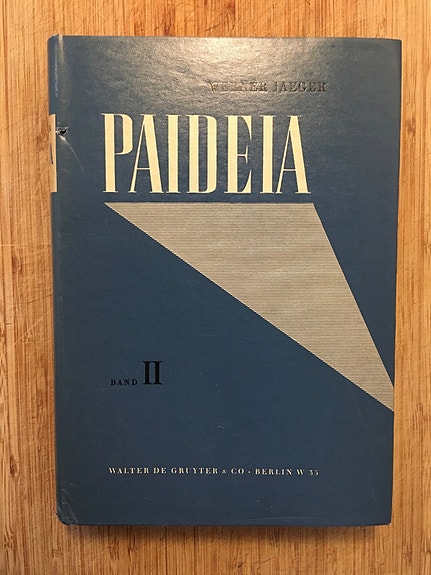 WERNER JAEGER
PAIDEIA
BAND II
WALTER DE GRUYTER & CO · BERLIN W 35